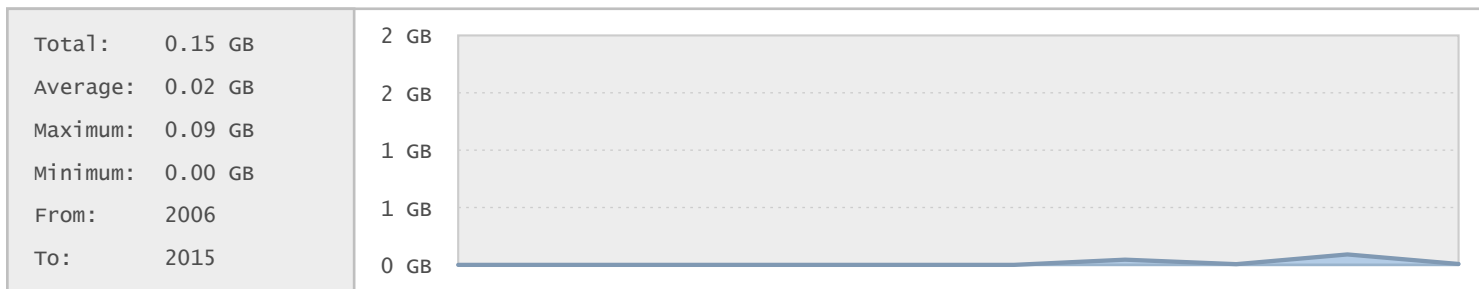 Total: 0.15 GB
Average: 0.02 GB
Maximum: 0.09 GB
Minimum: 0.00 GB
From: 2006
To: 2015
2 GB
2 GB
1 GB
1 GB
0 GB